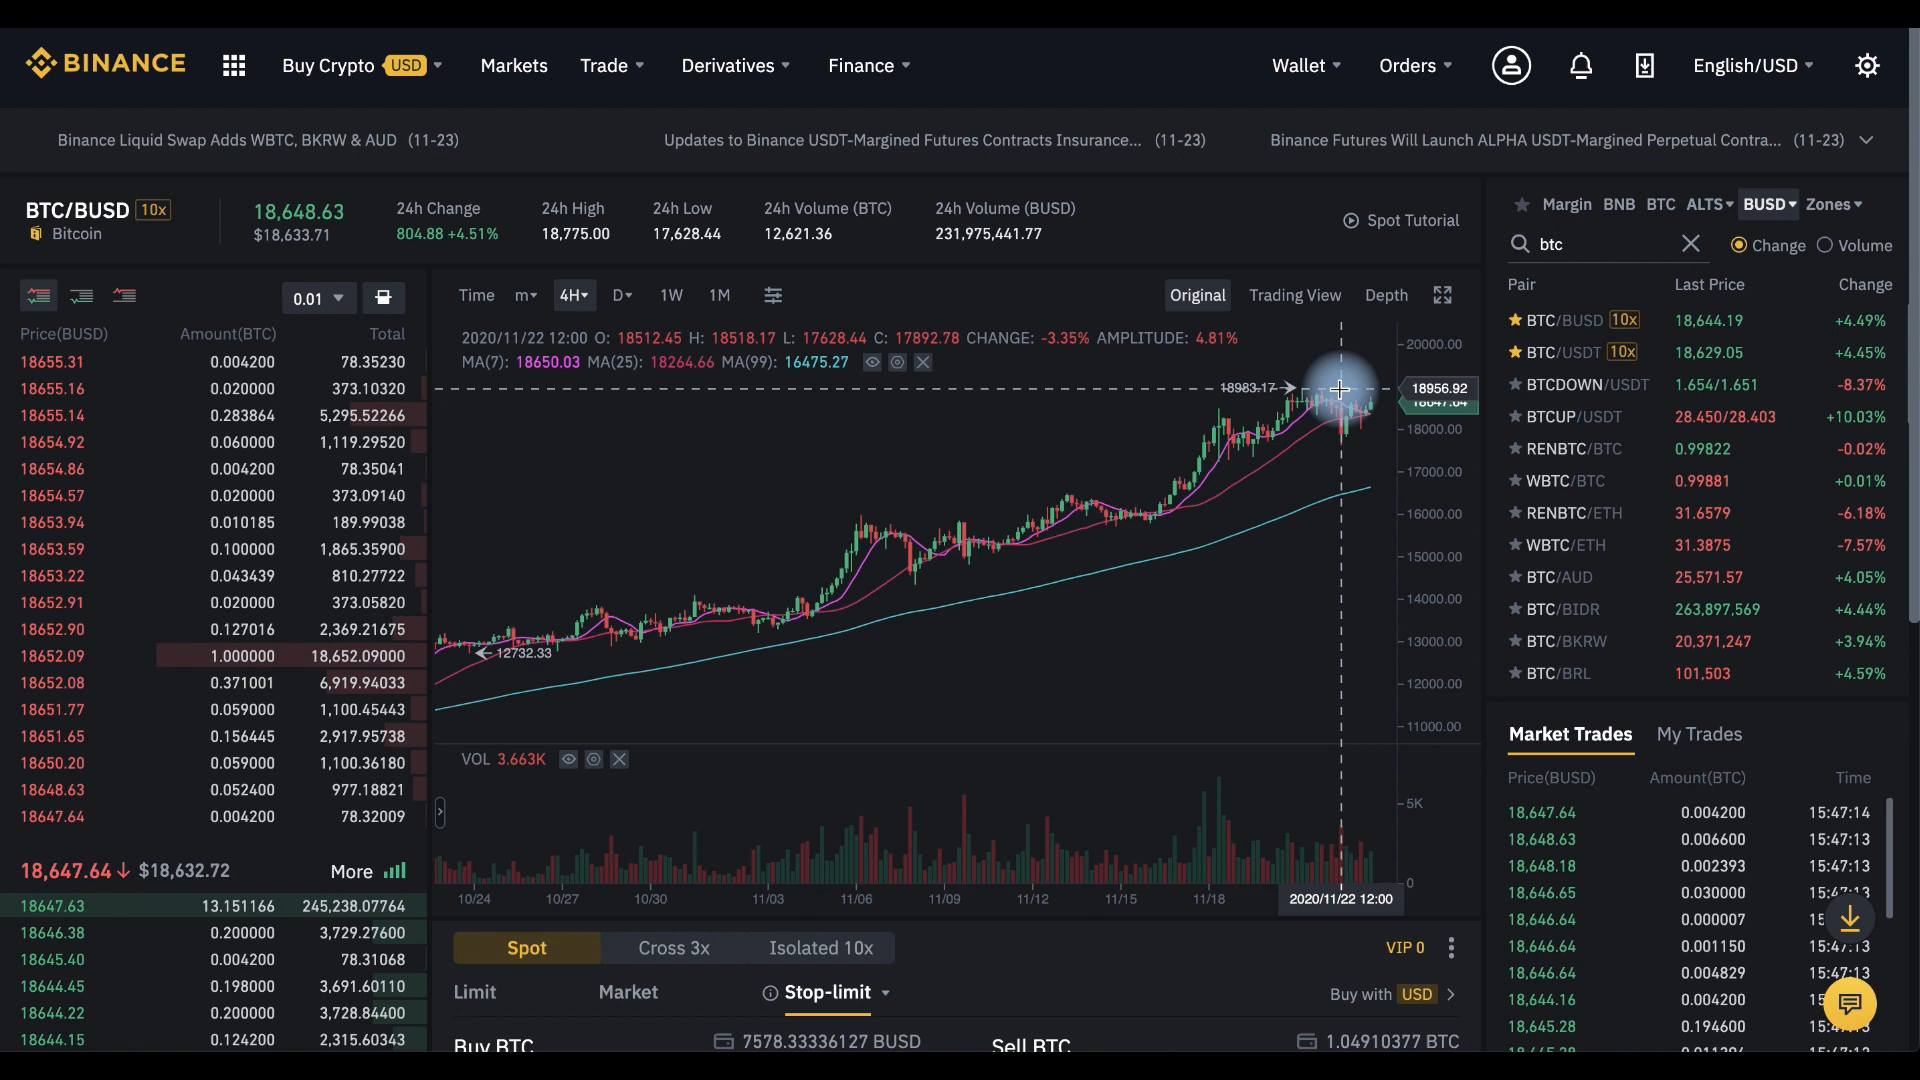 BINANCE Buy Crypto USD Markets Trade Derivatives Finance Wallet Orders English/USD
Binance Liquid Swap Adds WBTC, BKRW & AUD (11-23) Updates to Binance USDT-Margined Futures Contracts Insurance... (11-23) Binance Futures Will Launch ALPHA USDT-Margined Perpetual Contra... (11-23)
BTC/BUSD 10x
Bitcoin
18,648.63
$18,633.71
24h Change
804.88 +4.51%
24h High
18,775.00
24h Low
17,628.44
24h Volume (BTC)
12,621.36
24h Volume (BUSD)
231,975,441.77
Spot Tutorial
0.01
Price(BUSD) Amount(BTC) Total
18655.31 0.004200 78.35230
18655.16 0.020000 373.10320
18655.14 0.283864 5,295.52266
18654.92 0.060000 1,119.29520
18654.86 0.004200 78.35041
18654.57 0.020000 373.09140
18653.94 0.010185 189.99038
18653.59 0.100000 1,865.35900
18653.22 0.043439 810.27722
18652.91 0.020000 373.05820
18652.90 0.127016 2,369.21675
18652.09 1.000000 18,652.09000
18652.08 0.371001 6,919.94033
18651.77 0.059000 1,100.45443
18651.65 0.156445 2,917.95738
18650.20 0.059000 1,100.36180
18648.63 0.052400 977.18821
18647.64 0.004200 78.32009
18,647.64 $18,632.72 More
18647.63 13.151166 245,238.07764
18646.38 0.200000 3,729.27600
18645.40 0.004200 78.31068
18644.45 0.198000 3,691.60110
18644.22 0.200000 3,728.84400
18644.15 0.124200 2,315.60343
Time m 4H D 1W 1M Original Trading View Depth
2020/11/22 12:00 O: 18512.45 H: 18518.17 L: 17628.44 C: 17892.78 CHANGE: -3.35% AMPLITUDE: 4.81%
MA(7): 18650.03 MA(25): 18264.66 MA(99): 16475.27
20000.00
18983.17
18956.92
18647.64
18000.00
17000.00
16000.00
15000.00
14000.00
13000.00
12732.33
12000.00
11000.00
VOL 3.663K
5K
0
10/24 10/27 10/30 11/03 11/06 11/09 11/12 11/15 11/18 2020/11/22 12:00
Spot Cross 3x Isolated 10x VIP 0
Limit Market Stop-limit Buy with USD
Buy BTC 7578.33336127 BUSD Sell BTC 1.04910377 BTC
Margin BNB BTC ALTS BUSD Zones
btc Change Volume
Pair Last Price Change
BTC/BUSD 10x 18,644.19 +4.49%
BTC/USDT 10x 18,629.05 +4.45%
BTCDOWN/USDT 1.654/1.651 -8.37%
BTCUP/USDT 28.450/28.403 +10.03%
RENBTC/BTC 0.99822 -0.02%
WBTC/BTC 0.99881 +0.01%
RENBTC/ETH 31.6579 -6.18%
WBTC/ETH 31.3875 -7.57%
BTC/AUD 25,571.57 +4.05%
BTC/BIDR 263,897,569 +4.44%
BTC/BKRW 20,371,247 +3.94%
BTC/BRL 101,503 +4.59%
Market Trades My Trades
Price(BUSD) Amount(BTC) Time
18,647.64 0.004200 15:47:14
18,648.63 0.006600 15:47:13
18,648.18 0.002393 15:47:13
18,646.65 0.030000 15:47:13
18,646.64 0.000007
18,646.64 0.001150 15:47:13
18,646.64 0.004829 15:47:13
18,644.16 0.004200
18,645.28 0.194600